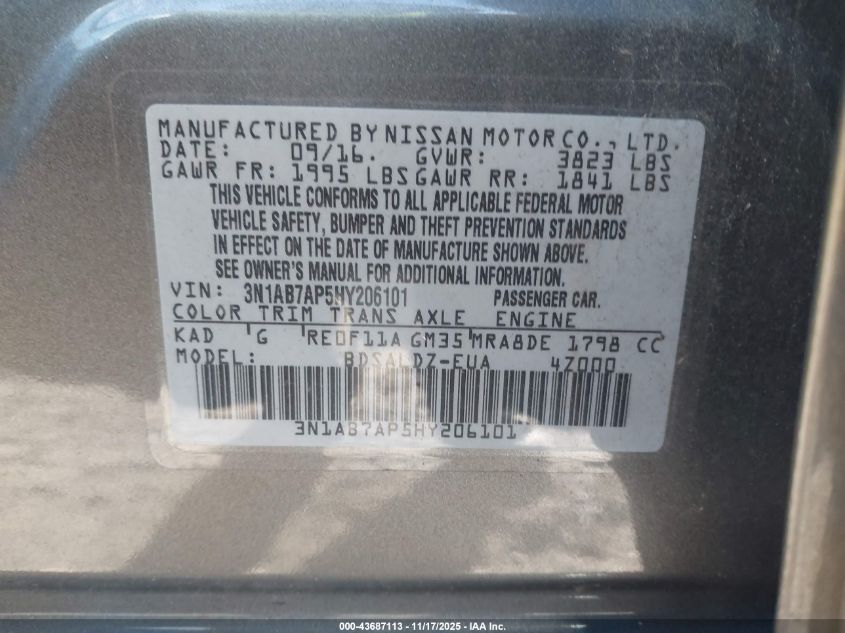 MANUFACTURED BY NISSAN MOTOR CO., LTD.
DATE: 09/16. GVWR: 3823 LBS
GAWR FR: 1995 LBS GAWR RR: 1841 LBS
THIS VEHICLE CONFORMS TO ALL APPLICABLE FEDERAL MOTOR
VEHICLE SAFETY, BUMPER AND THEFT PREVENTION STANDARDS
IN EFFECT ON THE DATE OF MANUFACTURE SHOWN ABOVE.
SEE OWNER'S MANUAL FOR ADDITIONAL INFORMATION.
VIN: 3N1AB7AP5HY206101 PASSENGER CAR.
COLOR TRIM TRANS AXLE ENGINE
KAD G RE0F11A GM35 MRA8DE 1798 CC
MODEL: BDSALDZ-EUA 4Z000
3N1AB7AP5HY206101
000-43687113 - 11/17/2025 - IAA Inc.